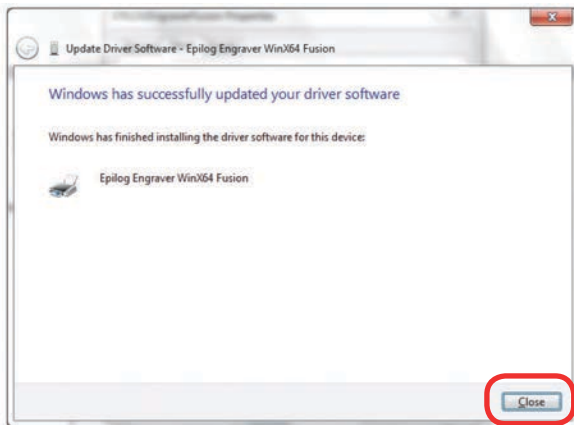 Update Driver Software - Epilog Engraver WinX64 Fusion
Windows has successfully updated your driver software
Windows has finished installing the driver software for this device:
Epilog Engraver WinX64 Fusion
Close